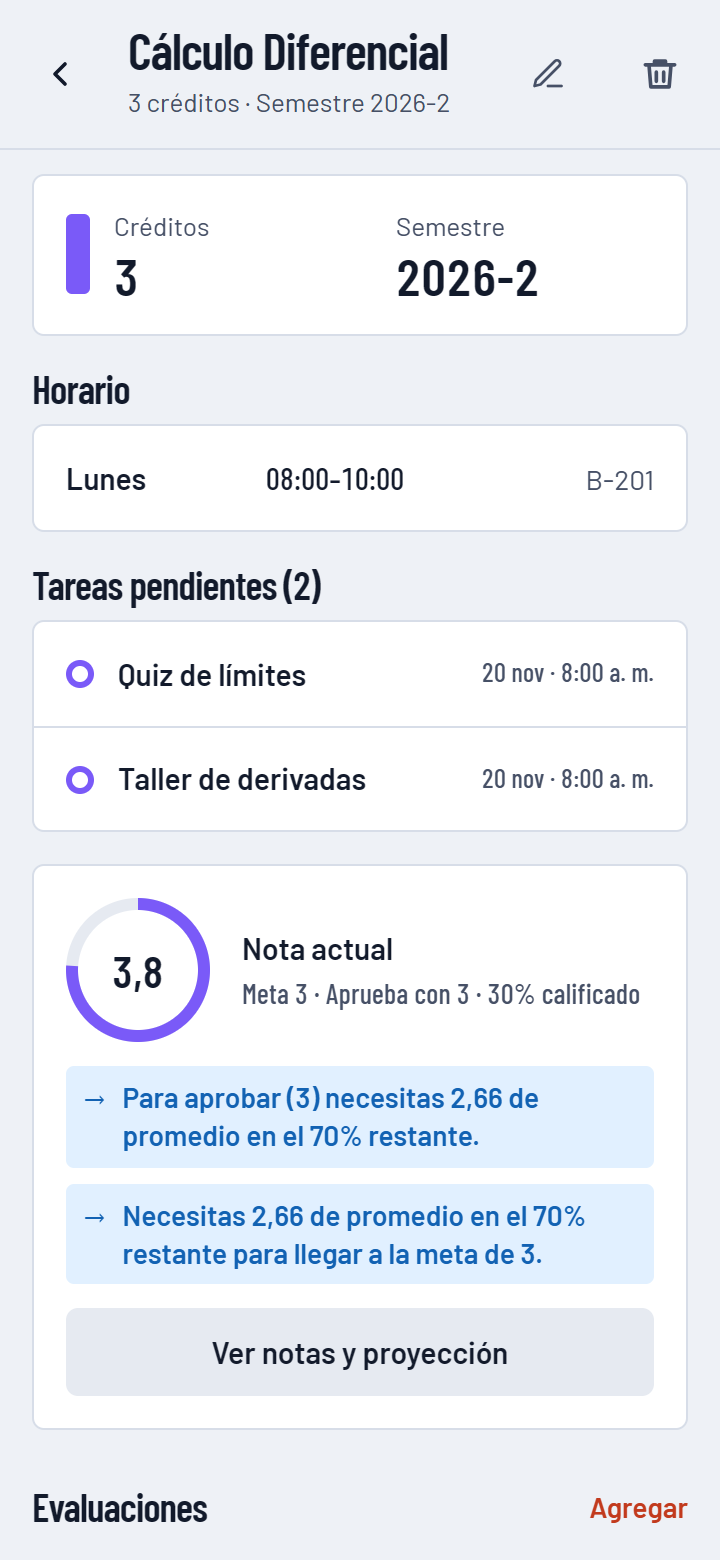 Cálculo Diferencial
3 créditos · Semestre 2026-2
Créditos
3
Semestre
2026-2
Horario
Lunes 08:00-10:00 B-201
Tareas pendientes (2)
Quiz de límites 20 nov · 8:00 a. m.
Taller de derivadas 20 nov · 8:00 a. m.
3,8
Nota actual
Meta 3 · Aprueba con 3 · 30% calificado
→ Para aprobar (3) necesitas 2,66 de
promedio en el 70% restante.
→ Necesitas 2,66 de promedio en el 70%
restante para llegar a la meta de 3.
Ver notas y proyección
Evaluaciones Agregar